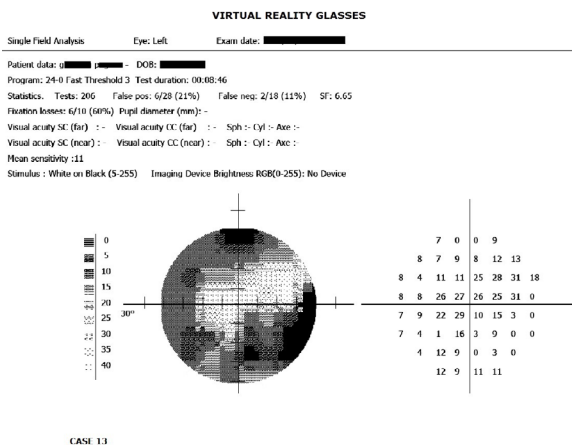 VIRTUAL REALITY GLASSES
Single Field Analysis Eye: Left Exam date:
Patient data: g p - DOB:
Program: 24-0 Fast Threshold 3 Test duration: 00:08:46
Statistics. Tests: 206 False pos: 6/28 (21%) False neg: 2/18 (11%) SF: 6.65
Fixation losses: 6/10 (60%) Pupil diameter (mm): -
Visual acuity SC (far) : - Visual acuity CC (far) : - Sph :- Cyl :- Axe :-
Visual acuity SC (near) : - Visual acuity CC (near) : - Sph :- Cyl :- Axe :-
Mean sensitivity :11
Stimulus : White on Black (5-255) Imaging Device Brightness RGB(0-255): No Device
0
5
10
15
20
25
30
35
40
30°
7 0 0 9
8 7 9 8 12 13
8 4 11 11 25 28 31 18
8 8 26 27 26 25 31 0
7 9 22 29 10 15 3 0
7 4 1 16 3 9 0 0
4 12 9 0 3 0
12 9 11 11
CASE 13